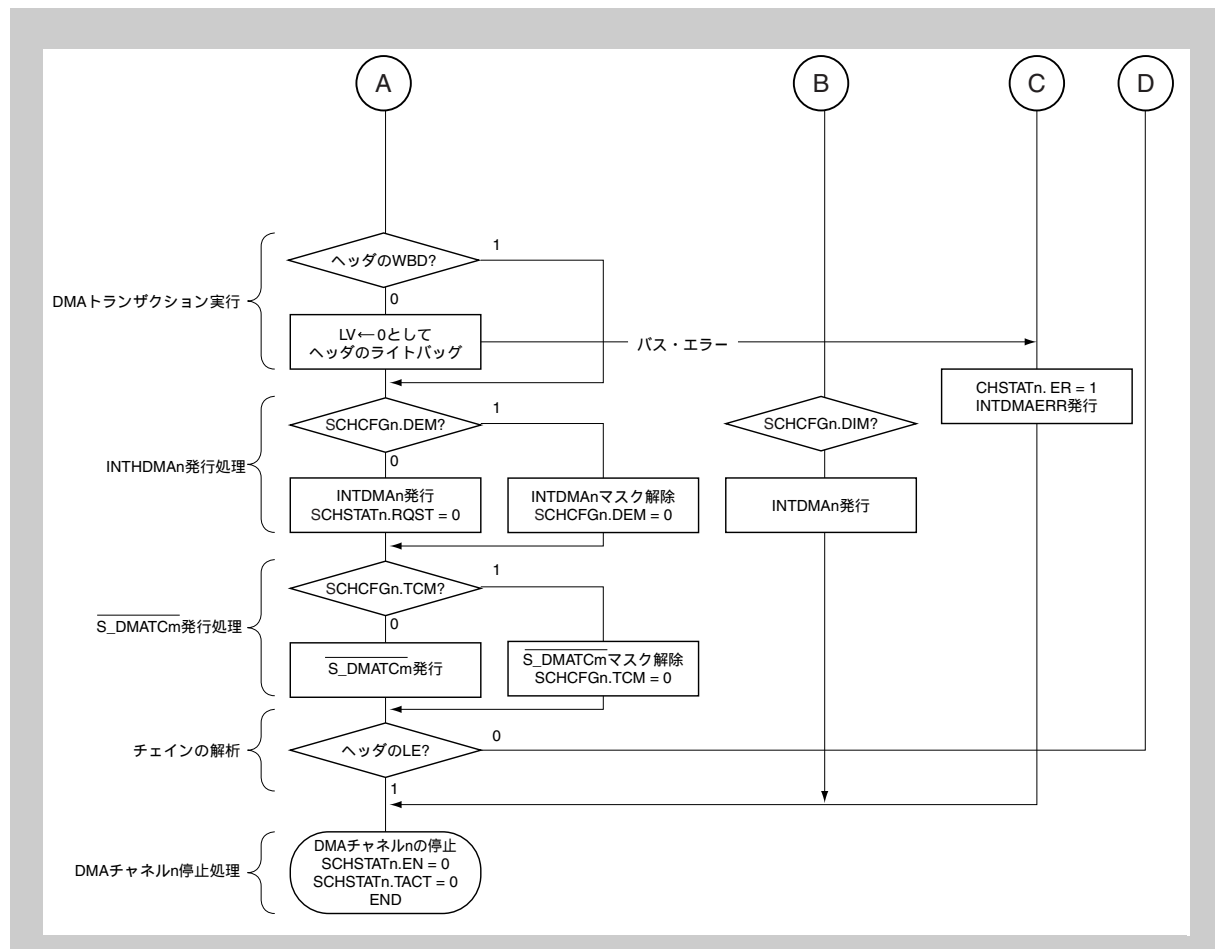 A
B
C
D
ヘッダのWBD?
1
0
DMAトランザクション実行
LV←0として
ヘッダのライトバッグ
バス・エラー
CHSTATn. ER = 1
INTDMAERR発行
SCHCFGn.DEM?
1
0
SCHCFGn.DIM?
INTHDMAn発行処理
INTDMAn発行
SCHSTATn.RQST = 0
INTDMAnマスク解除
SCHCFGn.DEM = 0
INTDMAn発行
SCHCFGn.TCM?
1
0
S_DMATCm発行処理
S_DMATCm発行
S_DMATCmマスク解除
SCHCFGn.TCM = 0
チェインの解析
ヘッダのLE?
0
1
DMAチャネルn停止処理
DMAチャネルnの停止
SCHSTATn.EN = 0
SCHSTATn.TACT = 0
END